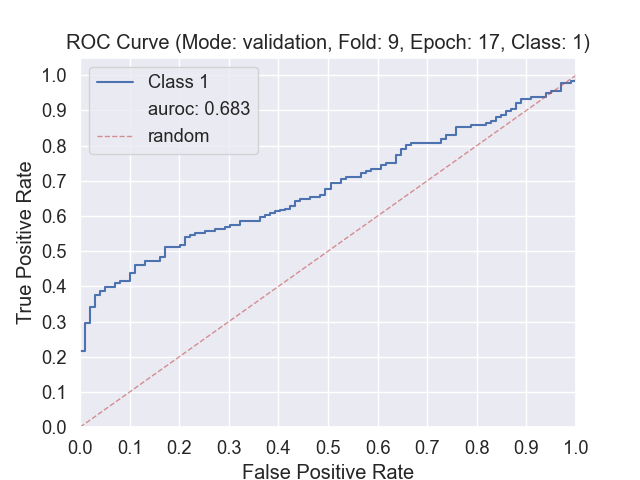 ROC Curve (Mode: validation, Fold: 9, Epoch: 17, Class: 1)
Class 1
auroc: 0.683
random
True Positive Rate
1.0
0.9
0.8
0.7
0.6
0.5
0.4
0.3
0.2
0.1
0.0
0.0 0.1 0.2 0.3 0.4 0.5 0.6 0.7 0.8 0.9 1.0
False Positive Rate